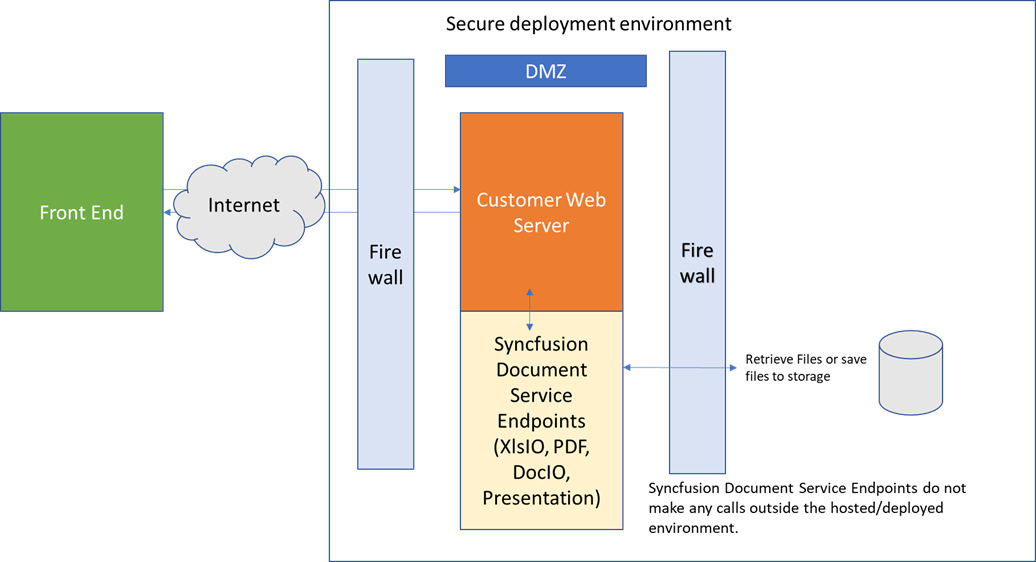 Secure deployment environment
DMZ
Front End
Internet
Fire
wall
Customer Web
Server
Fire
wall
Syncfusion
Document
Service
Endpoints
(XlsIO, PDF,
DocIO,
Presentation)
Retrieve Files or save
files to storage
Syncfusion Document Service Endpoints do not
make any calls outside the hosted/deployed
environment.